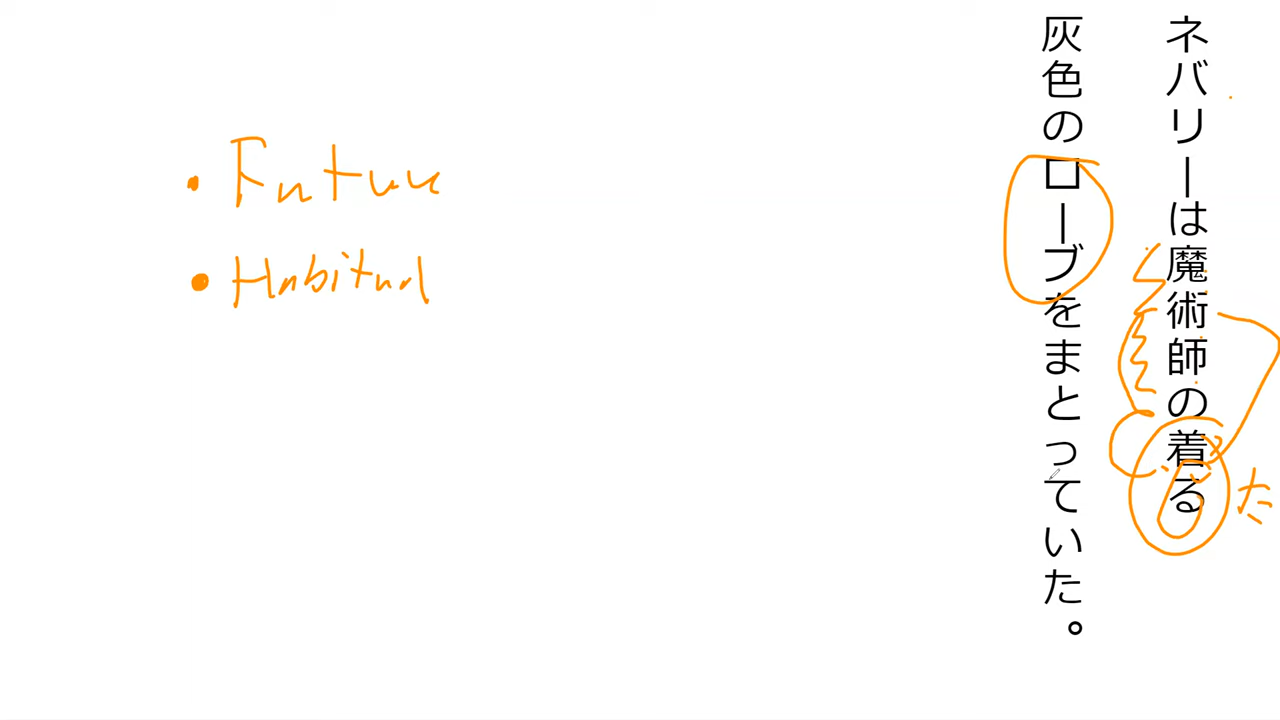 ネバリーは魔術師の着る
灰色のローブをまとっていた。
た
• Future
• Habitual